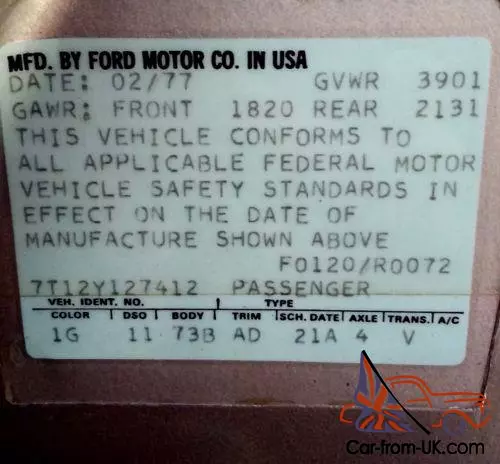 MFD. BY FORD MOTOR CO. IN USA
DATE: 02/77 GVWR 3901
GAWR: FRONT 1820 REAR 2131
THIS VEHICLE CONFORMS TO
ALL APPLICABLE FEDERAL MOTOR
VEHICLE SAFETY STANDARDS IN
EFFECT ON THE DATE OF
MANUFACTURE SHOWN ABOVE
F0120/R0072
7T12Y127412 PASSENGER
VEH. IDENT. NO. TYPE
COLOR DSO BODY TRIM SCH. DATE AXLE TRANS. A/C
1G 11 73B AD 21A 4 V
Car-from-UK.com